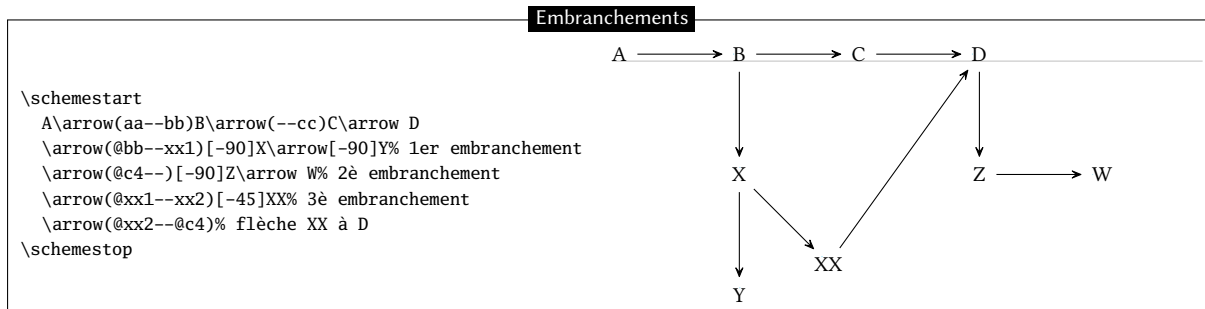 Embranchements
\schemestart
A\arrow(aa--bb)B\arrow(--cc)C\arrow D
\arrow(@bb--xx1)[-90]X\arrow[-90]Y% 1er embranchement
\arrow(@c4--)[-90]Z\arrow W% 2è embranchement
\arrow(@xx1--xx2)[-45]XX% 3è embranchement
\arrow(@xx2--@c4)% flèche XX à D
\schemestop
A B C D
X Z W
XX
Y